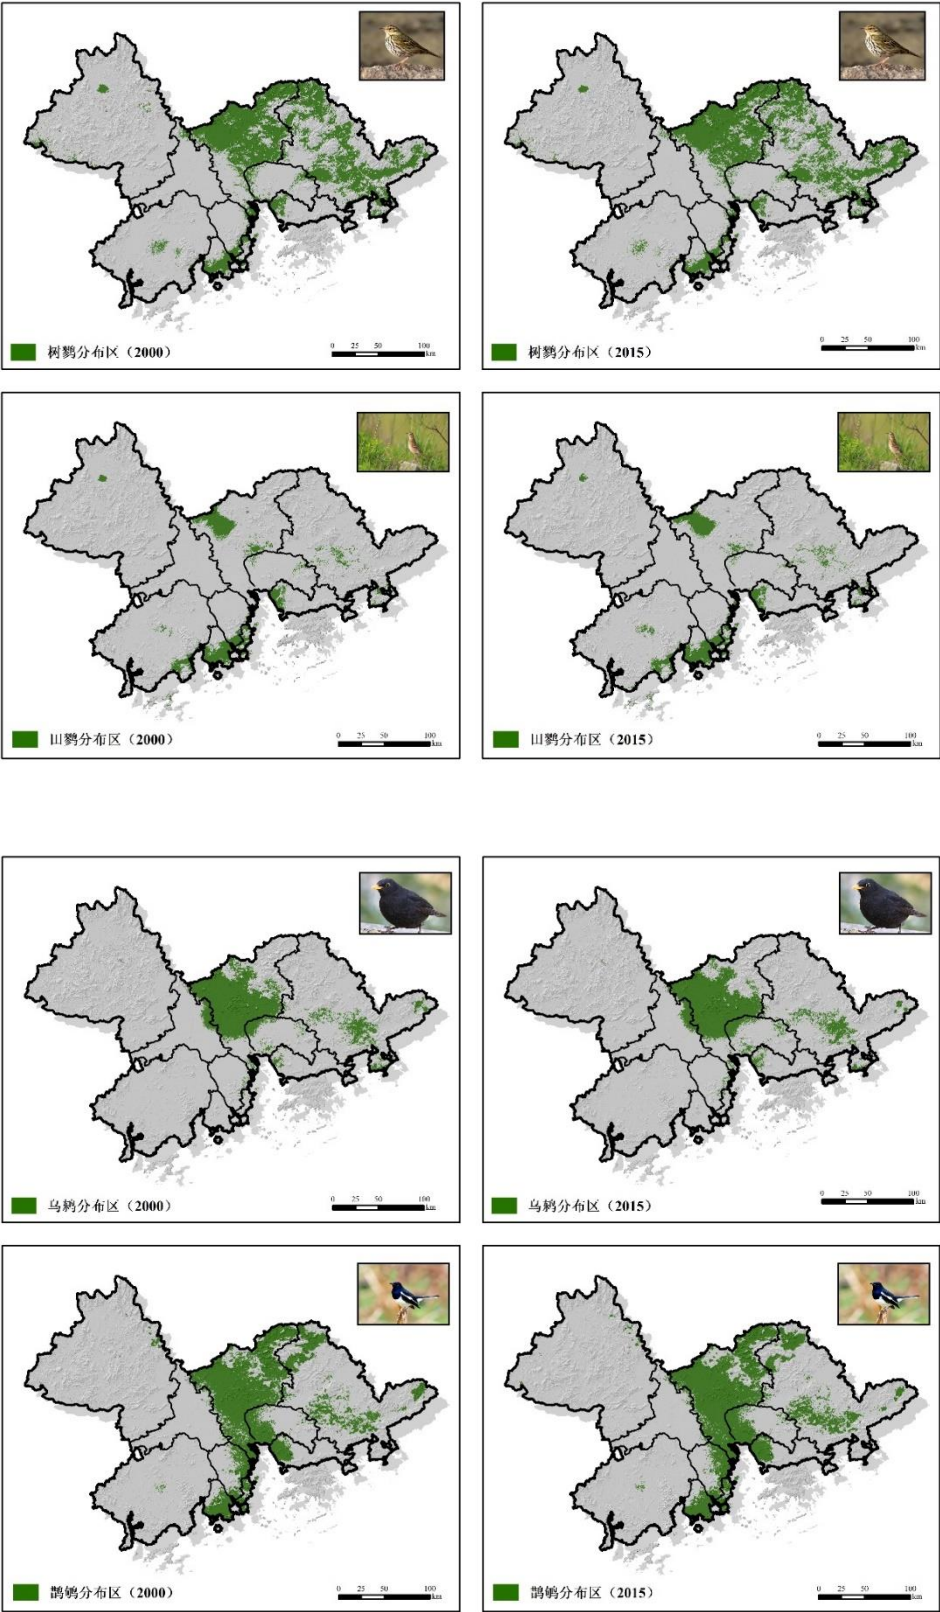 树鹨分布区（2000）
0 25 50 100
km
树鹨分布区（2015）
0 25 50 100
km
田鹨分布区（2000）
0 25 50 100
km
田鹨分布区（2015）
0 25 50 100
km
乌鸫分布区（2000）
0 25 50 100
km
乌鸫分布区（2015）
0 25 50 100
km
鹊鸲分布区（2000）
0 25 50 100
km
鹊鸲分布区（2015）
0 25 50 100
km